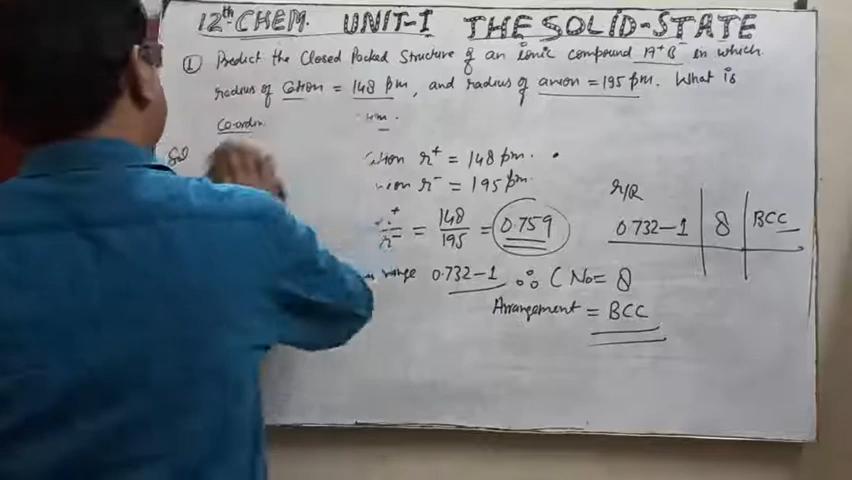 12th CHEM. UNIT-I THE SOLID-STATE
① Predict the Closed Packed Structure of an ionic compound A+B- in which
radius of Cation = 148 pm, and radius of anion = 195 pm. What is
Co-ordin
Sol r+ = 148 pm.
r- = 195 pm
r- = 148/195 = 0.759
range 0.732-1 ∴ C No = 8
Arrangement = BCC
r/R
0.732-1 8 BCC